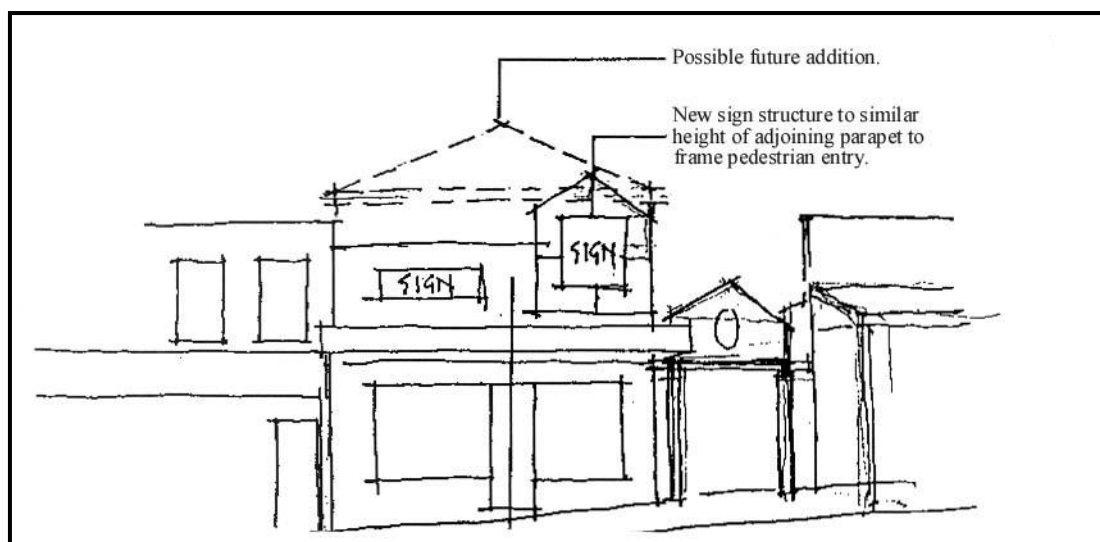 Possible future addition.
New sign structure to similar
height of adjoining parapet to
frame pedestrian entry.
SIGN
SIGN